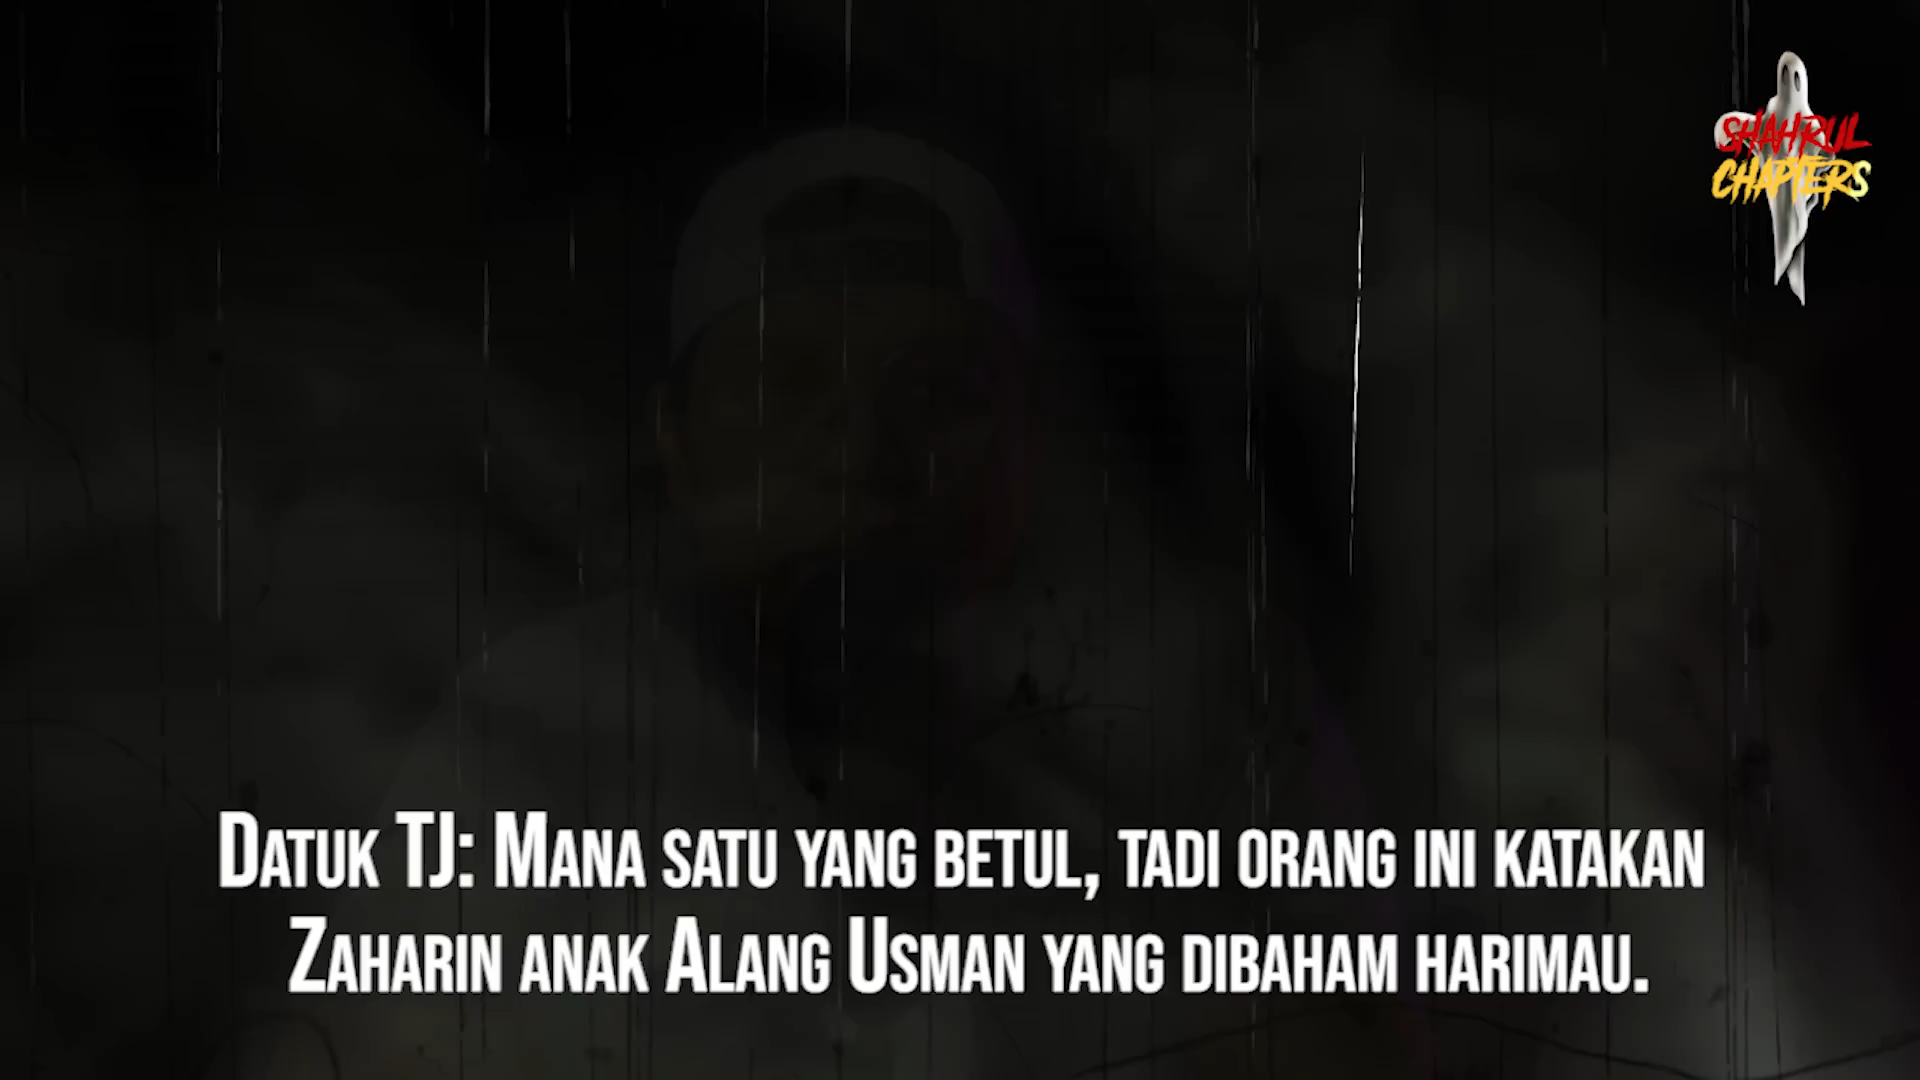 SHAHRUL
CHAPTERS
Datuk TJ: Mana satu yang betul, tadi orang ini katakan
Zaharin anak Alang Usman yang dibaham harimau.